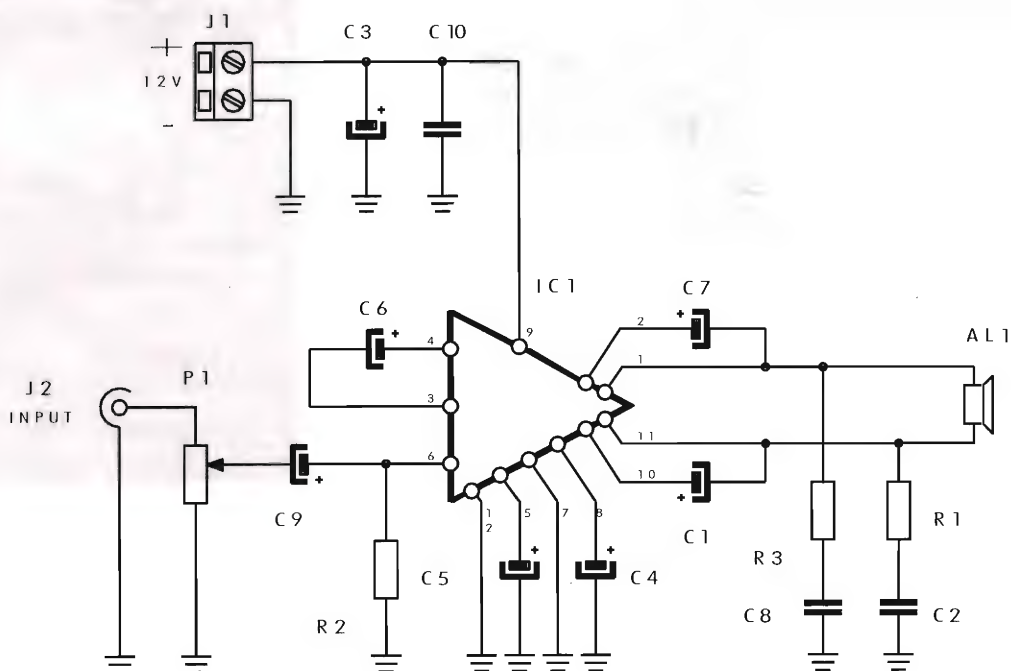 J1
C3
C10
+
12V
-
+
IC1
C7
C6
+
+
9
2
4
1
AL1
J2
INPUT
P1
3
11
6
10
+
+
C9
1
2
5
7
8
C1
R1
+
+
R3
C5
C4
R2
C8
C2